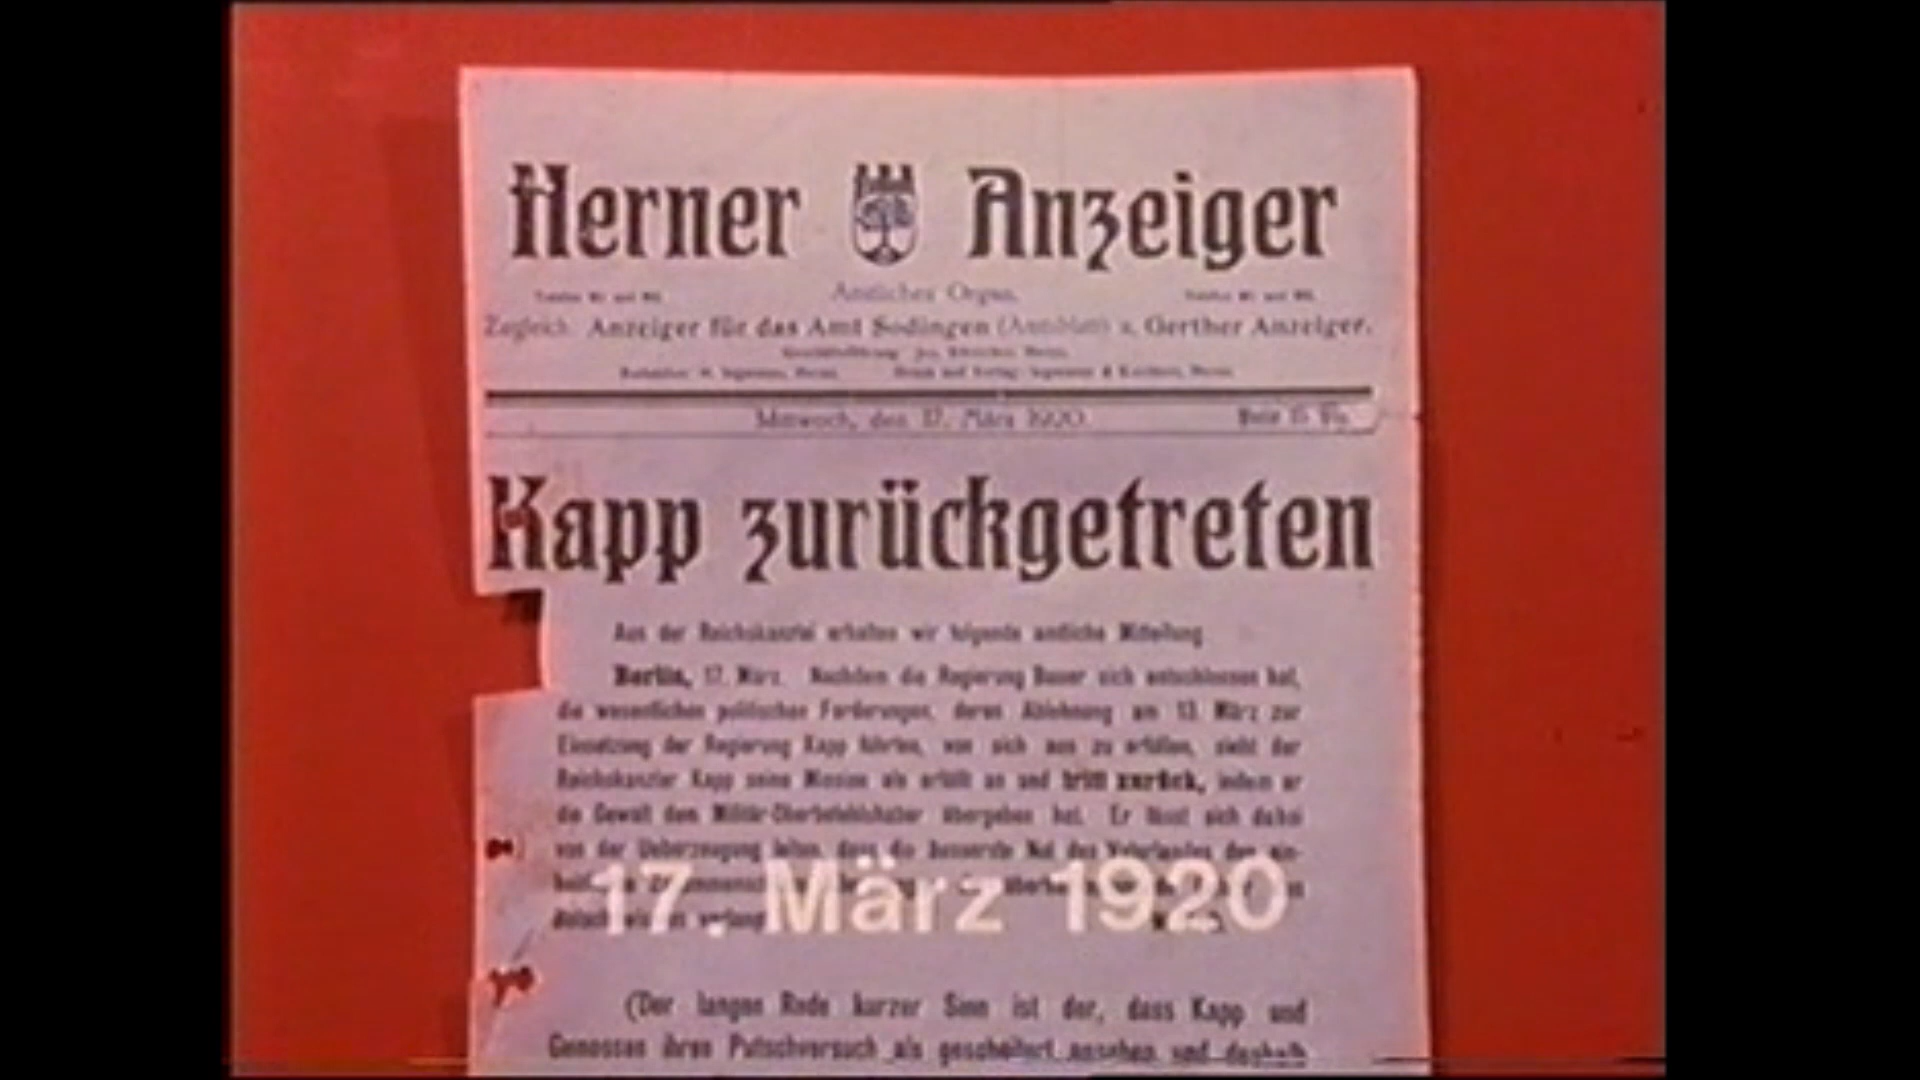 Herner Anzeiger
Amtliches Organ.
Zugleich: Anzeiger für das Amt Sodingen (Amtsblatt) u. Gerther Anzeiger.
Mittwoch, den 17. März 1920.
Kapp zurückgetreten
Aus der Reichskanzlei erhalten wir folgende amtliche Mitteilung
Berlin, 17. März. Nachdem die Regierung Bauer sich entschlossen hat,
die wesentlichen politischen Forderungen, deren Ablehnung am 13. März zur
Einsetzung der Regierung Kapp führten, von sich aus zu erfüllen, sieht der
Reichskanzler Kapp seine Mission als erfüllt an und tritt zurück, indem er
die Gewalt dem Militär-Oberbefehlshaber übergeben hat. Er lässt sich dabei
von der Ueberzeugung leiten, dass die äusserste Not des Vaterlandes den ein-
17. März 1920
(Der langen Rede kurzer Sinn ist der, dass Kapp und
Genossen ihren Putschversuch als gescheitert ansehen und deshalb